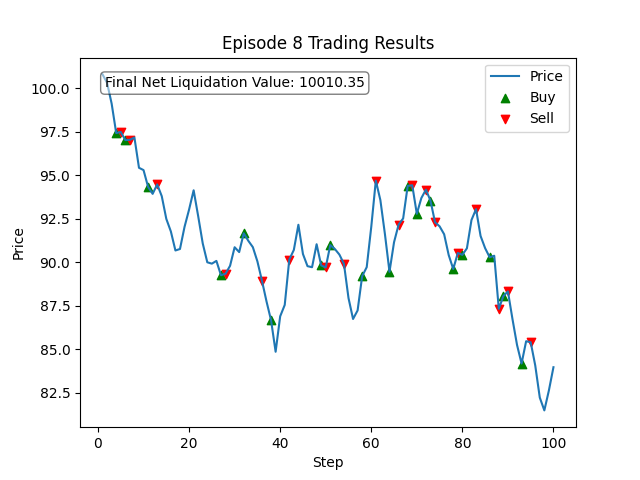 Episode 8 Trading Results
Final Net Liquidation Value: 10010.35
Price
Buy
Sell
100.0
97.5
95.0
92.5
90.0
87.5
85.0
82.5
Price
0 20 40 60 80 100
Step